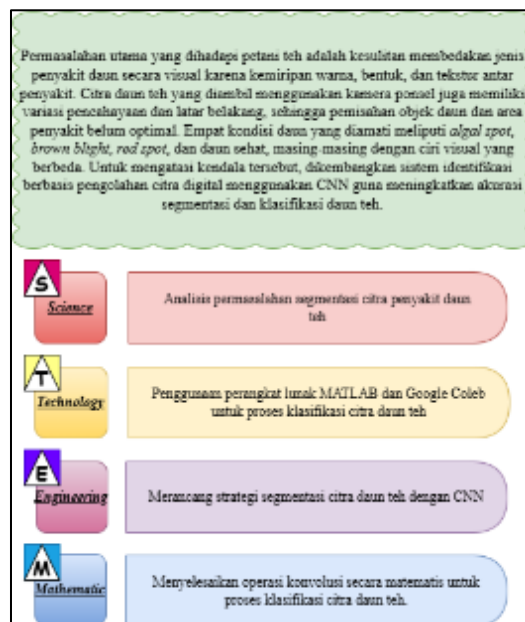 Permasalahan utama yang dihadapi petani teh adalah kesulitan membedakan jenis
penyakit daun secara visual karena kemiripan warna, bentuk, dan tekstur antar
penyakit. Citra daun teh yang diambil menggunakan kamera ponsel juga memiliki
variasi pencahayaan dan latar belakang, sehingga pemisahan objek daun dan area
penyakit belum optimal. Empat kondisi daun yang diamati meliputi algal spot,
brown blight, red spot, dan daun sehat, masing-masing dengan ciri visual yang
berbeda. Untuk mengatasi kendala tersebut, dikembangkan sistem identifikasi
berbasis pengolahan citra digital menggunakan CNN guna meningkatkan akurasi
segmentasi dan klasifikasi daun teh.
S
Science
Analisis permasalahan segmentasi citra penyakit daun
teh
T
Technology
Penggunaan perangkat lunak MATLAB dan Google Coleb
untuk proses klasifikasi citra daun teh
E
Engineering
Merancang strategi segmentasi citra daun teh dengan CNN
M
Mathematic
Menyelesaikan operasi konvolusi secara matematis untuk
proses klasifikasi citra daun teh.